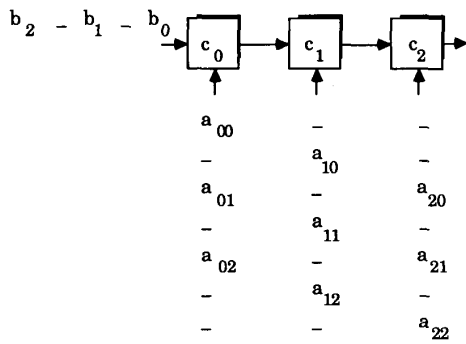 b2 – b1 – b0
c0 c1 c2
a00 – –
– a10 –
a01 – a20
– a11 –
a02 – a21
– a12 –
– – a22